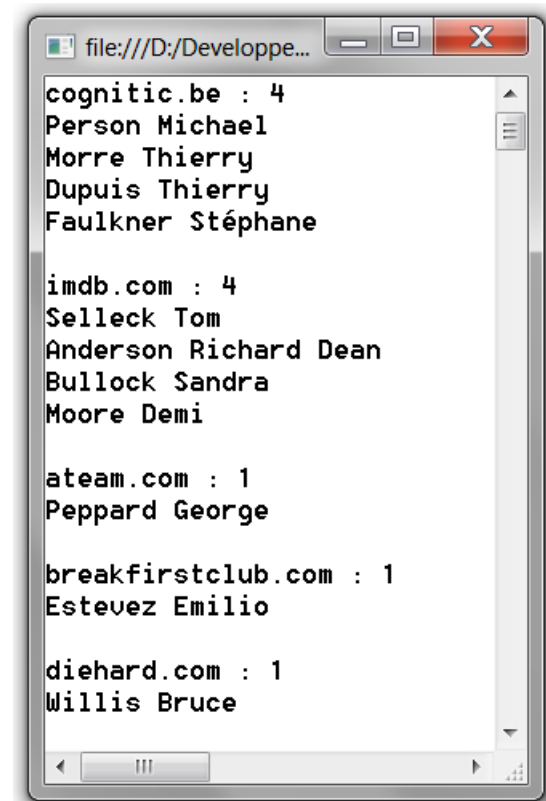 file:///D:/Developpe...
cognitic.be : 4
Person Michael
Morre Thierry
Dupuis Thierry
Faulkner Stéphane
imdb.com : 4
Selleck Tom
Anderson Richard Dean
Bullock Sandra
Moore Demi
ateam.com : 1
Peppard George
breakfirstclub.com : 1
Estevez Emilio
diehard.com : 1
Willis Bruce